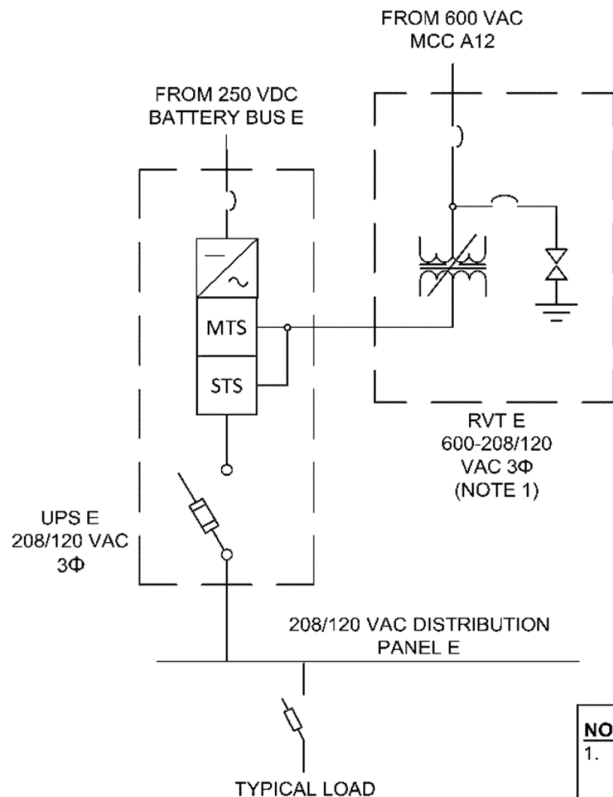 FROM 600 VAC
MCC A12
FROM 250 VDC
BATTERY BUS E
MTS
STS
RVT E
600-208/120
VAC 3Φ
(NOTE 1)
UPS E
208/120 VAC
3Φ
208/120 VAC DISTRIBUTION
PANEL E
NO
1.
TYPICAL LOAD